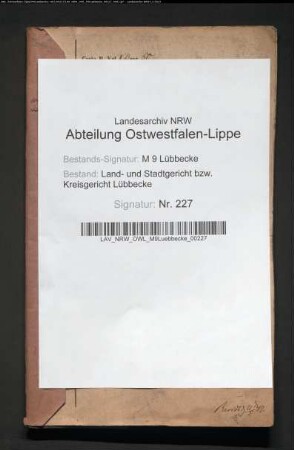 Landesarchiv NRW
Abteilung Ostwestfalen-Lippe
Bestands-Signatur: M 9 Lübbecke
Bestand: Land- und Stadtgericht bzw.
Kreisgericht Lübbecke
Signatur: Nr. 227
LAV_NRW_OWL_M9Luebbecke_00227